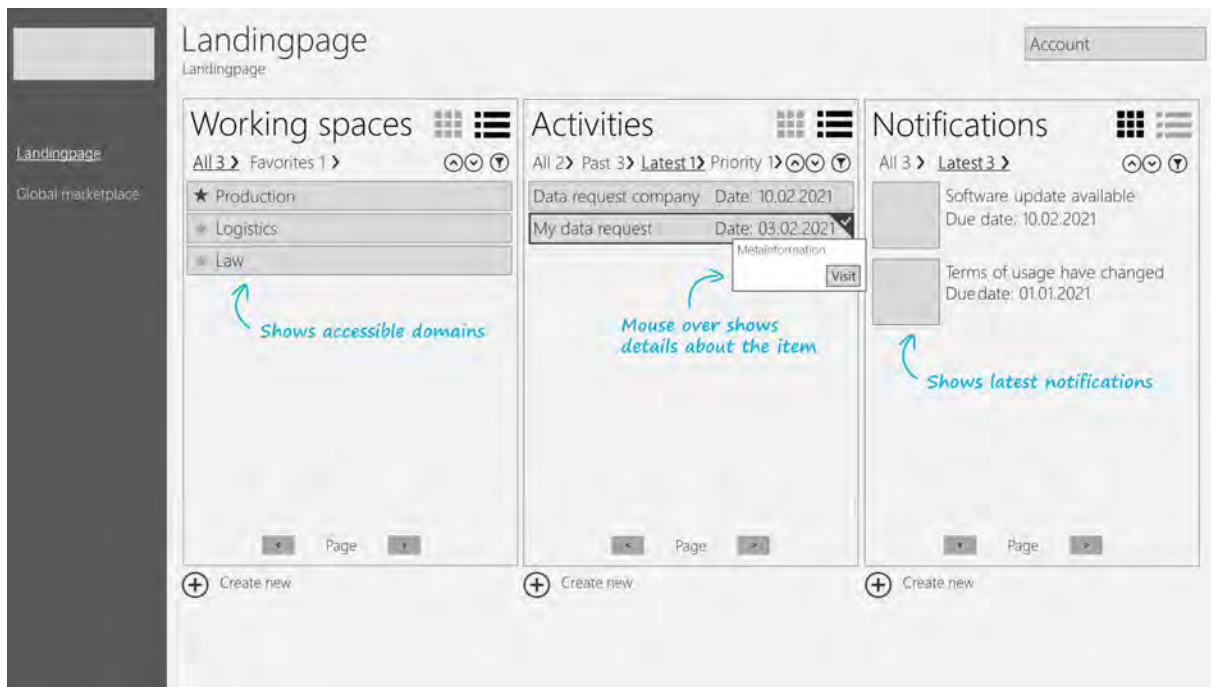 Landingpage
Landingpage
Account
Landingpage
Global marketplace
Working spaces
All 3 > Favorites 1 >
Production
Logistics
Law
Shows accessible domains
< Page >
Create new
Activities
All 2> Past 3> Latest 1> Priority 1>
Data request company Date: 10.02.2021
My data request Date: 03.02.2021
Metainformation
Visit
Mouse over shows
details about the item
< Page >
Create new
Notifications
All 3 > Latest 3 >
Software update available
Due date: 10.02.2021
Terms of usage have changed
Due date: 01.01.2021
Shows latest notifications
Page
Create new